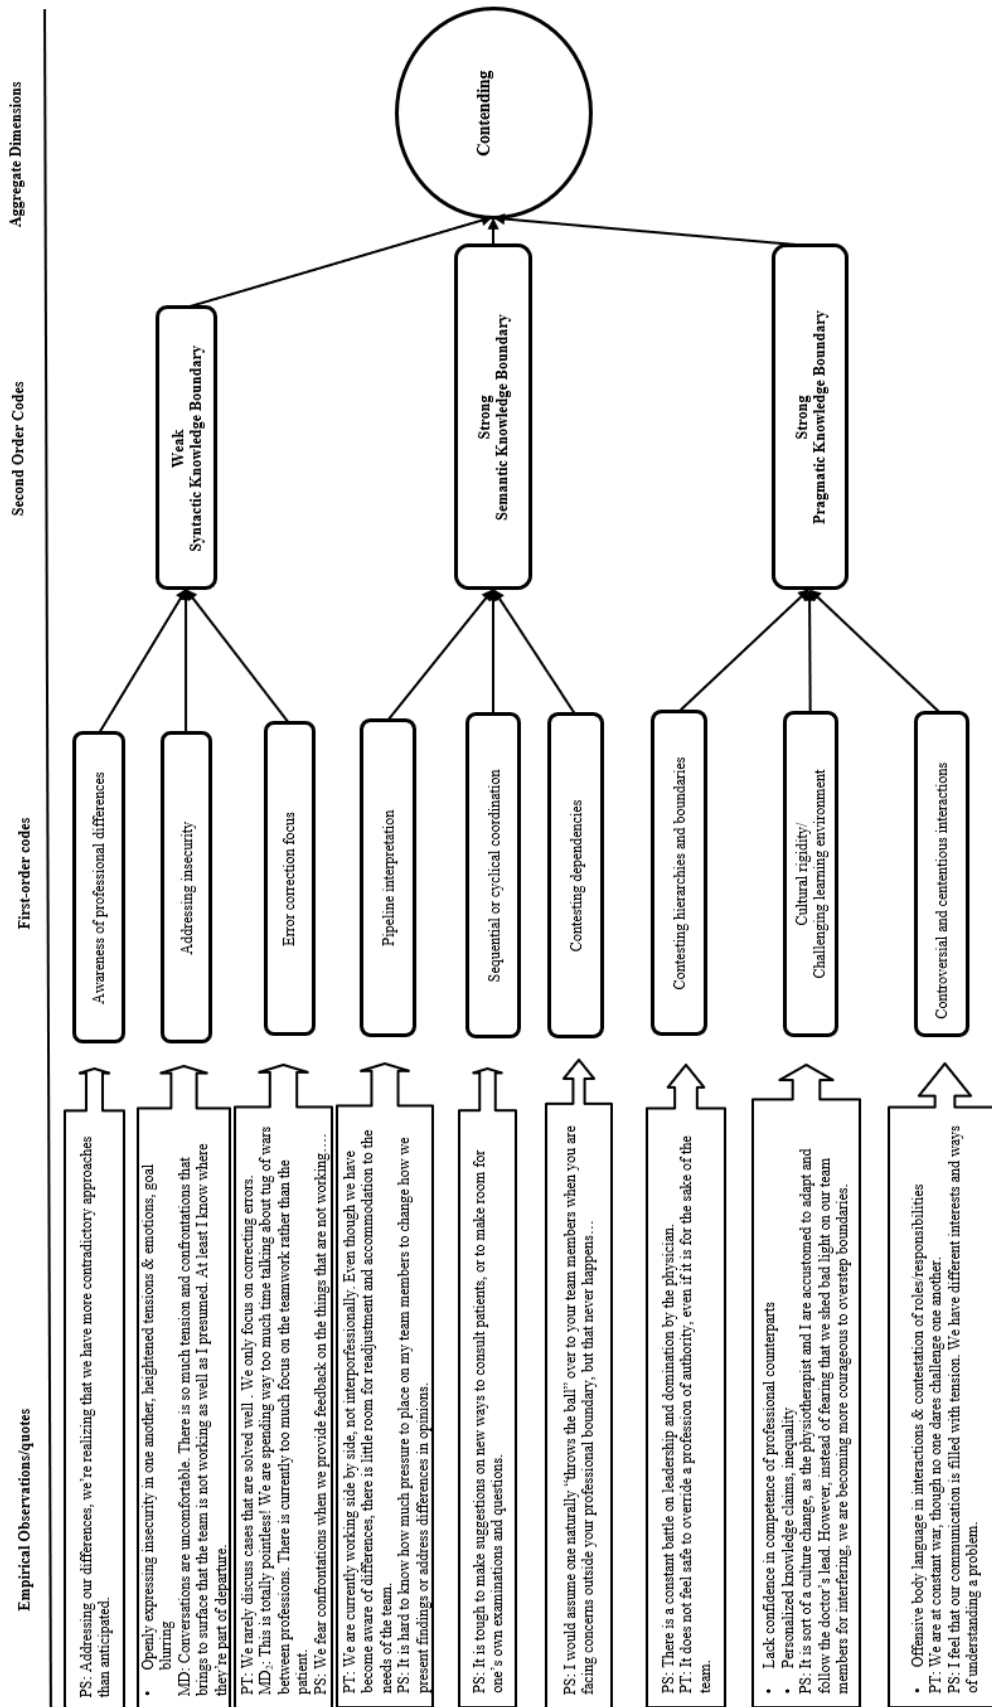 Empirical Observations/quotes
First-order codes
Second Order Codes
Aggregate Dimensions
PS: Addressing our differences, we're realizing that we have more contradictory approaches
than anticipated.
• Openly expressing insecurity in one another, heightened tensions & emotions, goal
blurring
MD: Conversations are uncomfortable. There is so much tension and confrontations that
brings to surface that the team is not working as well as I presumed. At least I know where
they're part of departure.
PT: We rarely discuss cases that are solved well . We only focus on correcting errors.
MD2: This is totally pointless! We are spending way too much time talking about tug of wars
between professions. There is currently too much focus on the teamwork rather than the
patient.
PS: We fear confrontations when we provide feedback on the things that are not working….
PT: We are currently working side by side, not interporfessionally. Even though we have
become aware of differences, there is little room for readjustment and accommodation to the
needs of the team.
PS: It is hard to know how much pressure to place on my team members to change how we
present findings or address differences in opinions.
PS: It is tough to make suggestions on new ways to consult patients, or to make room for
one's own examinations and questions.
PS: I would assume one naturally "throws the ball" over to your team members when you are
facing concerns outside your professional boundary, but that never happens…
PS: There is a constant battle on leadership and domination by the physician.
PT: It does not feel safe to override a profession of authority, even if it is for the sake of the
team.
• Lack confidence in competence of professional counterparts
• Personalized knowledge claims, inequality
PS: It is sort of a culture change, as the physiotherapist and I are accustomed to adapt and
follow the doctor's lead. However, instead of fearing that we shed bad light on our team
members for interfering, we are becoming more courageous to overstep boundaries.
• Offensive body language in interactions & contestation of roles/responsibilities
PT: We are at constant war, though no one dares challenge one another.
PS: I feel that our communication is filled with tension. We have different interests and ways
of understanding a problem.
Awareness of professional differences
Addressing insecurity
Error correction focus
Pipeline interpretation
Sequential or cyclical coordination
Contesting dependencies
Contesting hierarchies and boundaries
Cultural rigidity/
Challenging learning environment
Controversial and cententious interactions
Weak
Syntactic Knowledge Boundary
Strong
Semantic Knowledge Boundary
Strong
Pragmatic Knowledge Boundary
Contending